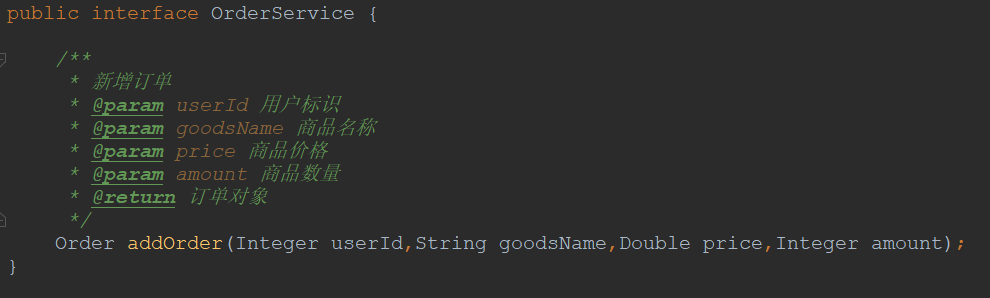 public interface OrderService {
/**
* 新增订单
* @param userId 用户标识
* @param goodsName 商品名称
* @param price 商品价格
* @param amount 商品数量
* @return 订单对象
*/
Order addOrder(Integer userId,String goodsName,Double price,Integer amount);
}